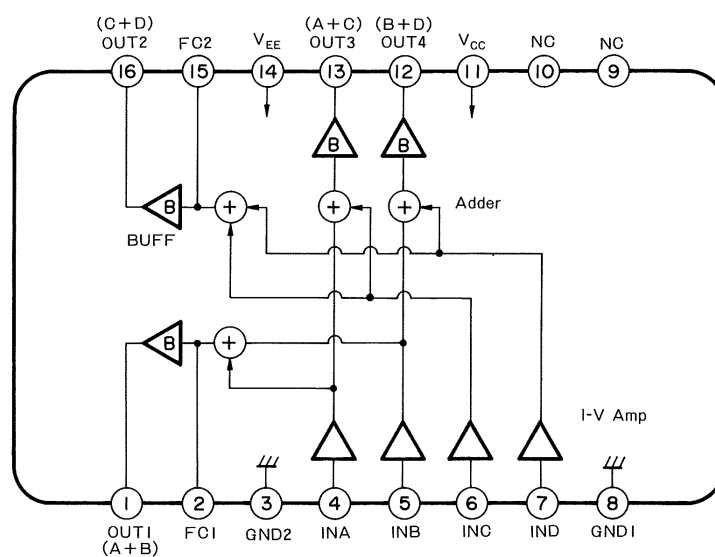 (C+D) (A+C) (B+D)
OUT2 FC2 VEE OUT3 OUT4 VCC NC NC
16 15 14 13 12 11 10 9
B B
B + + + Adder
BUFF
B +
I-V Amp
1 2 3 4 5 6 7 8
OUT1 FC1 GND2 INA INB INC IND GND1
(A+B)